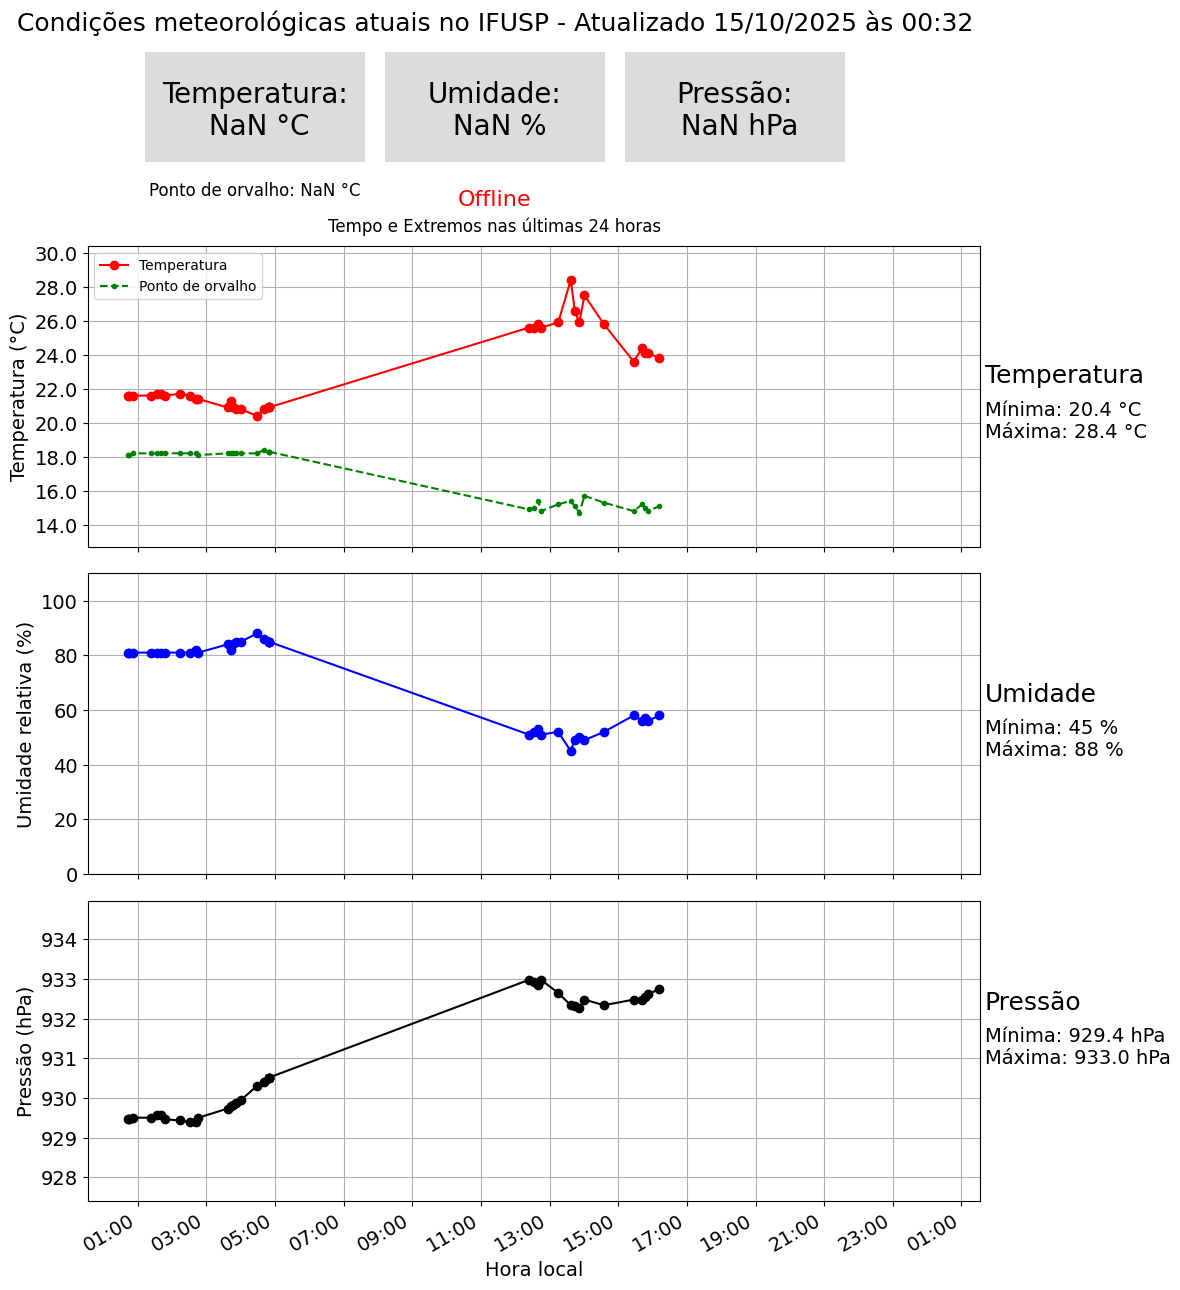 Condições meteorológicas atuais no IFUSP - Atualizado 15/10/2025 às 00:32
Temperatura:
NaN °C
Umidade:
NaN %
Pressão:
NaN hPa
Ponto de orvalho: NaN °C
Offline
Tempo e Extremos nas últimas 24 horas
Temperatura (°C)
30.0
28.0
26.0
24.0
22.0
20.0
18.0
16.0
14.0
Temperatura
Ponto de orvalho
Temperatura
Mínima: 20.4 °C
Máxima: 28.4 °C
Umidade relativa (%)
100
80
60
40
20
0
Umidade
Mínima: 45 %
Máxima: 88 %
Pressão (hPa)
934
933
932
931
930
929
928
Pressão
Mínima: 929.4 hPa
Máxima: 933.0 hPa
01:00 03:00 05:00 07:00 09:00 11:00 13:00 15:00 17:00 19:00 21:00 23:00 01:00
Hora local